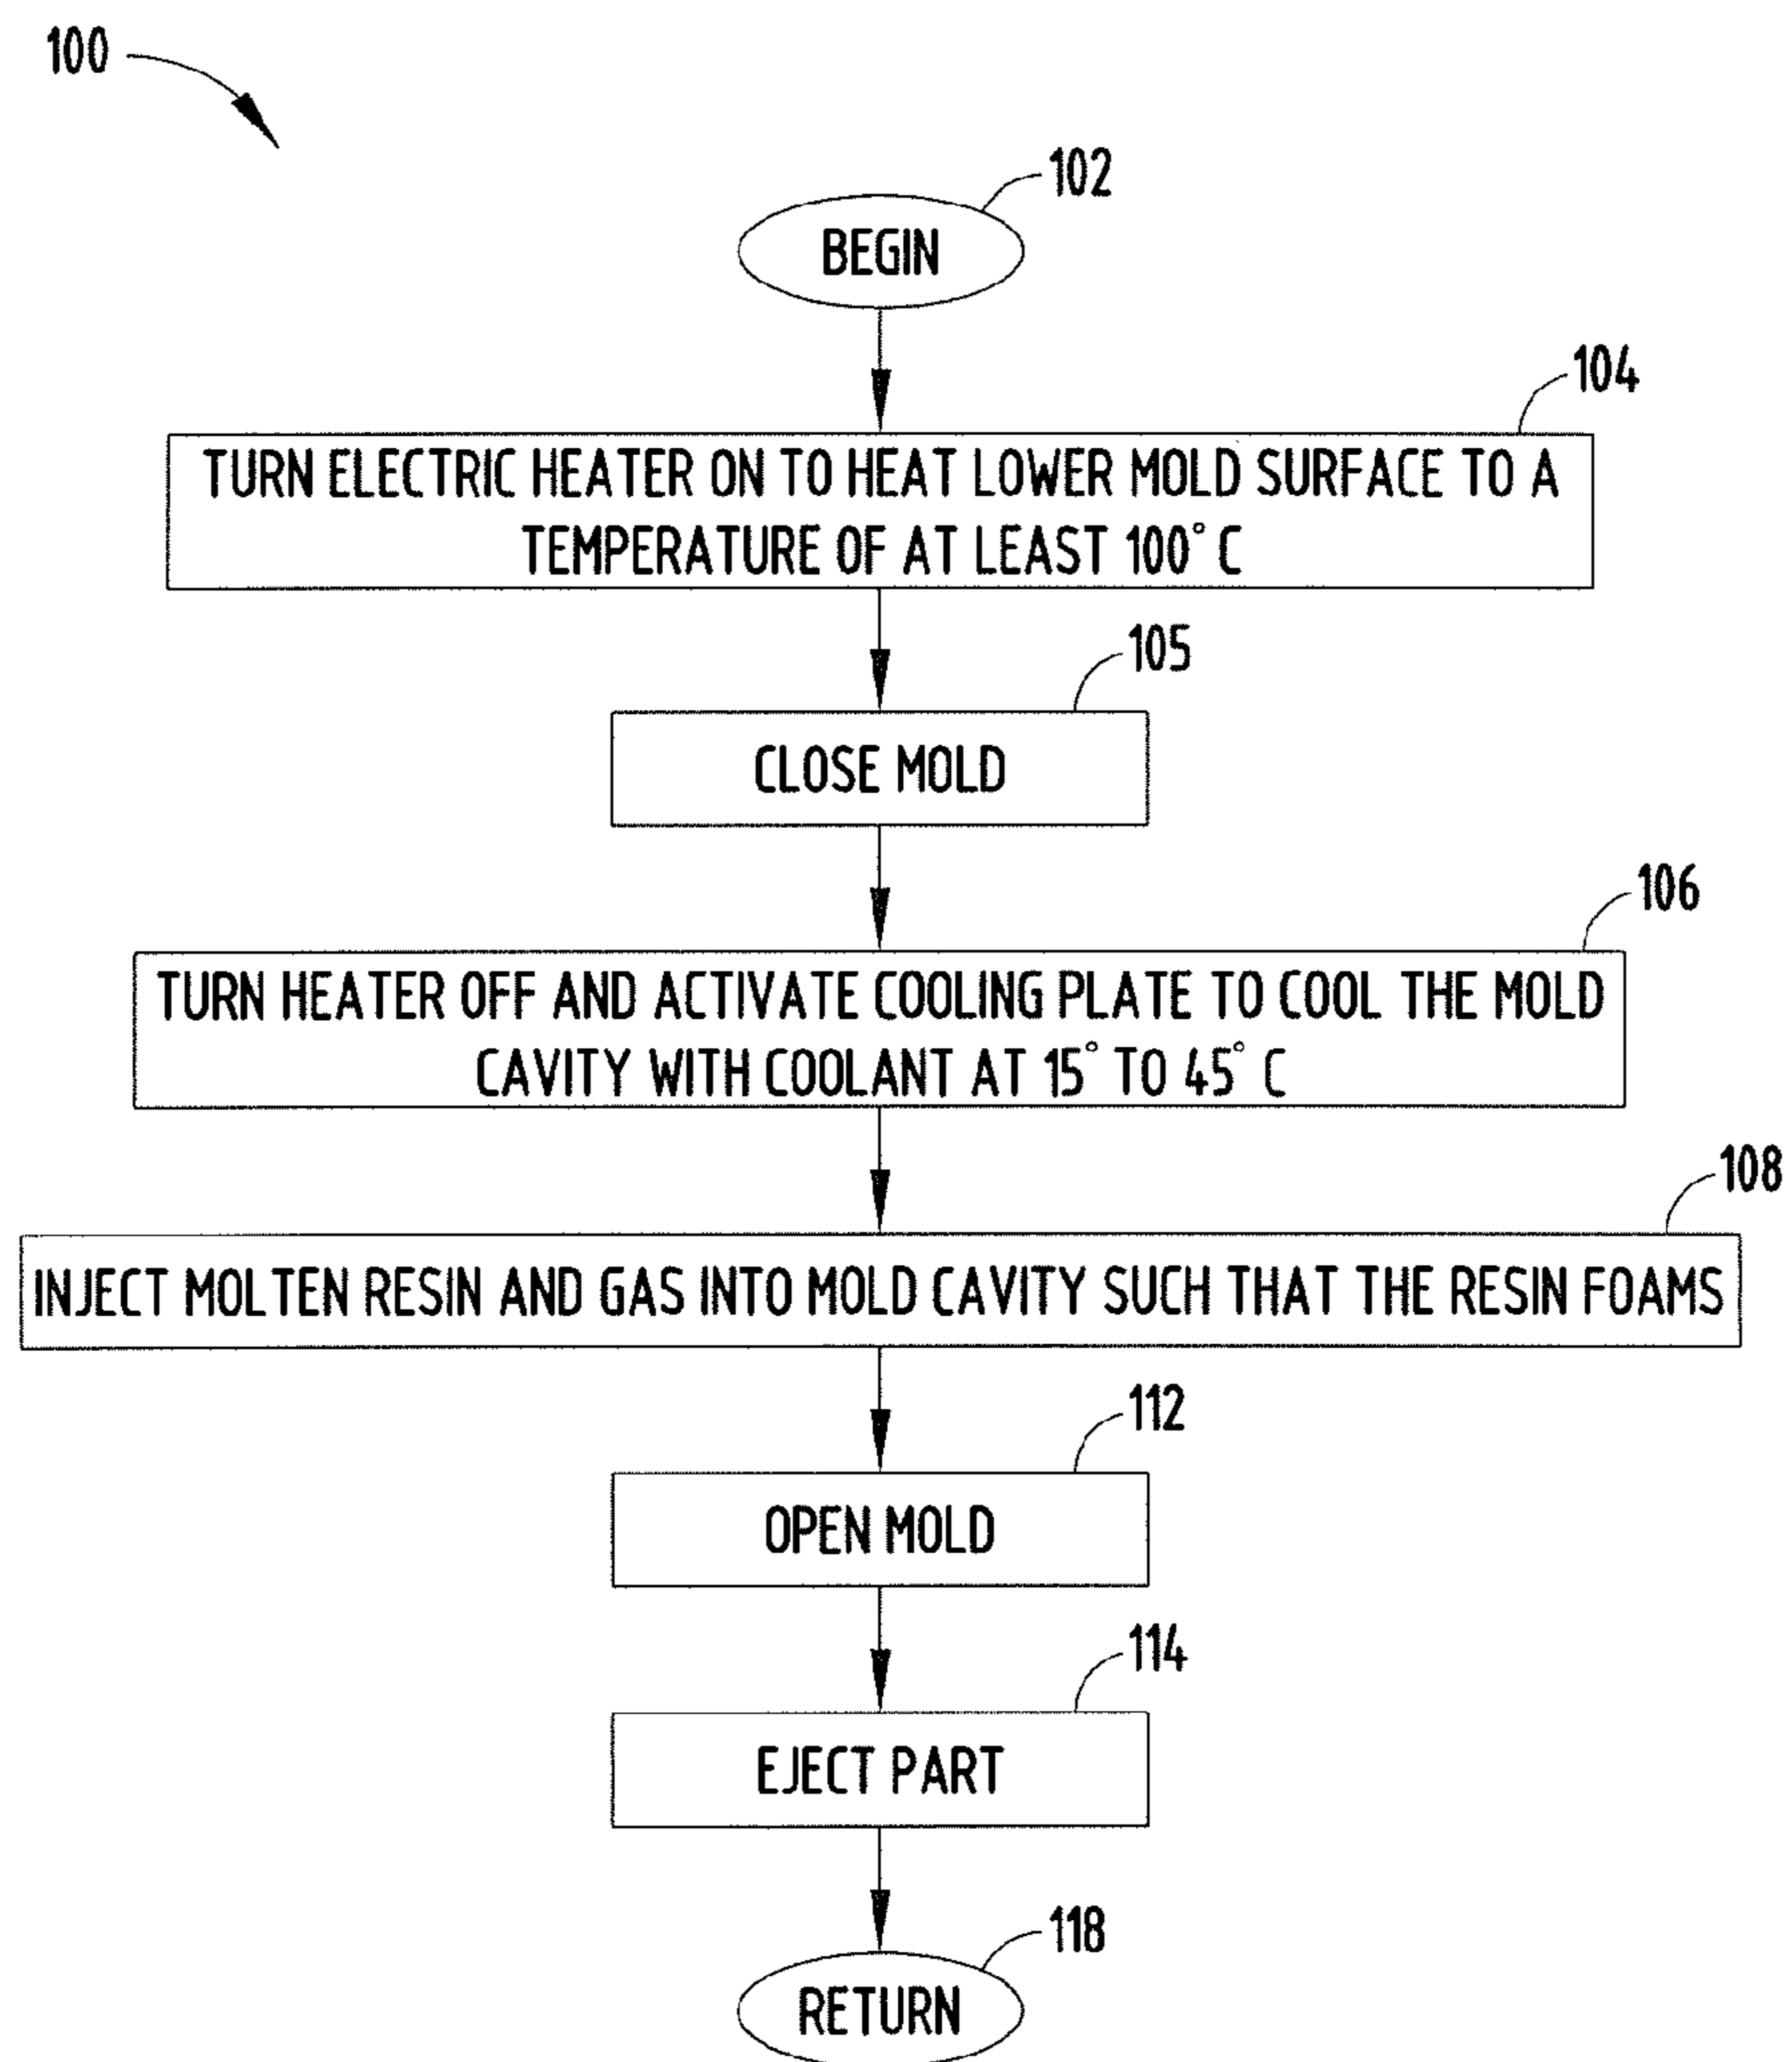 100
102
BEGIN
104
TURN ELECTRIC HEATER ON TO HEAT LOWER MOLD SURFACE TO A
TEMPERATURE OF AT LEAST 100° C
105
CLOSE MOLD
106
TURN HEATER OFF AND ACTIVATE COOLING PLATE TO COOL THE MOLD
CAVITY WITH COOLANT AT 15° TO 45° C
108
INJECT MOLTEN RESIN AND GAS INTO MOLD CAVITY SUCH THAT THE RESIN FOAMS
112
OPEN MOLD
114
EJECT PART
118
RETURN